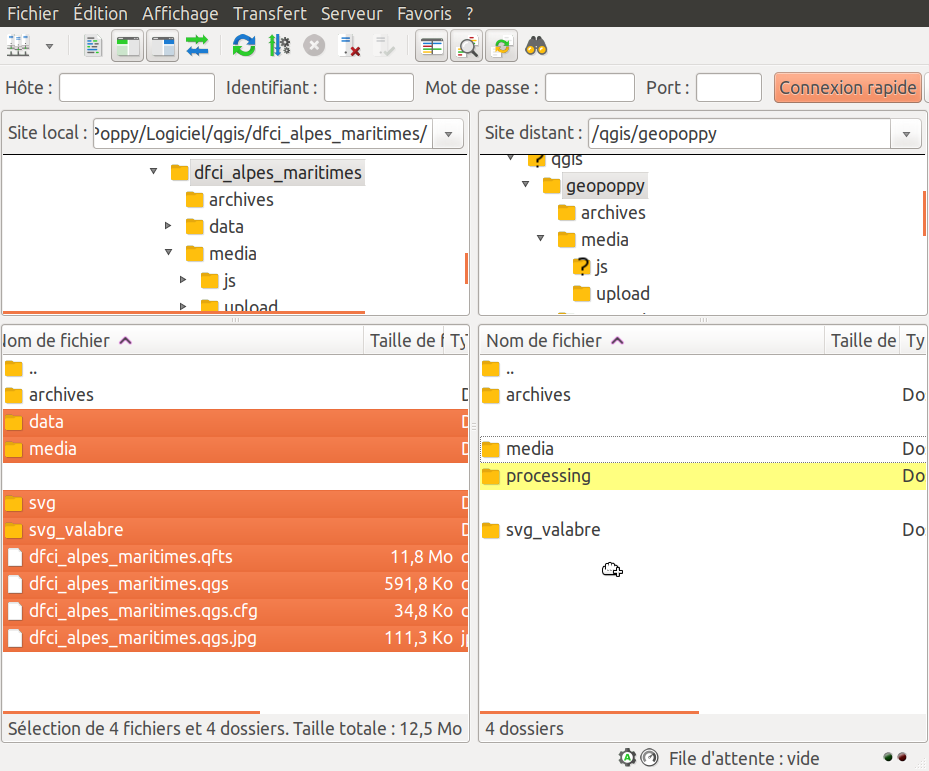 Fichier Édition Affichage Transfert Serveur Favoris ?
Hôte : Identifiant : Mot de passe : Port : Connexion rapide
Site local : Poppy/Logiciel/qgis/dfci_alpes_maritimes/
dfci_alpes_maritimes
archives
data
media
js
upload
Site distant : /qgis/geopoppy
qgis
geopoppy
archives
media
js
upload
Nom de fichier Taille de f Ty
..
archives D
data D
media D
svg D
svg_valabre D
dfci_alpes_maritimes.qfts 11,8 Mo
dfci_alpes_maritimes.qgs 591,8 Ko
dfci_alpes_maritimes.qgs.cfg 34,8 Ko
dfci_alpes_maritimes.qgs.jpg 111,3 Ko
Sélection de 4 fichiers et 4 dossiers. Taille totale : 12,5 Mo
Nom de fichier Taille de Ty
..
archives Do
media Do
processing Do
svg_valabre Do
4 dossiers
File d'attente : vide